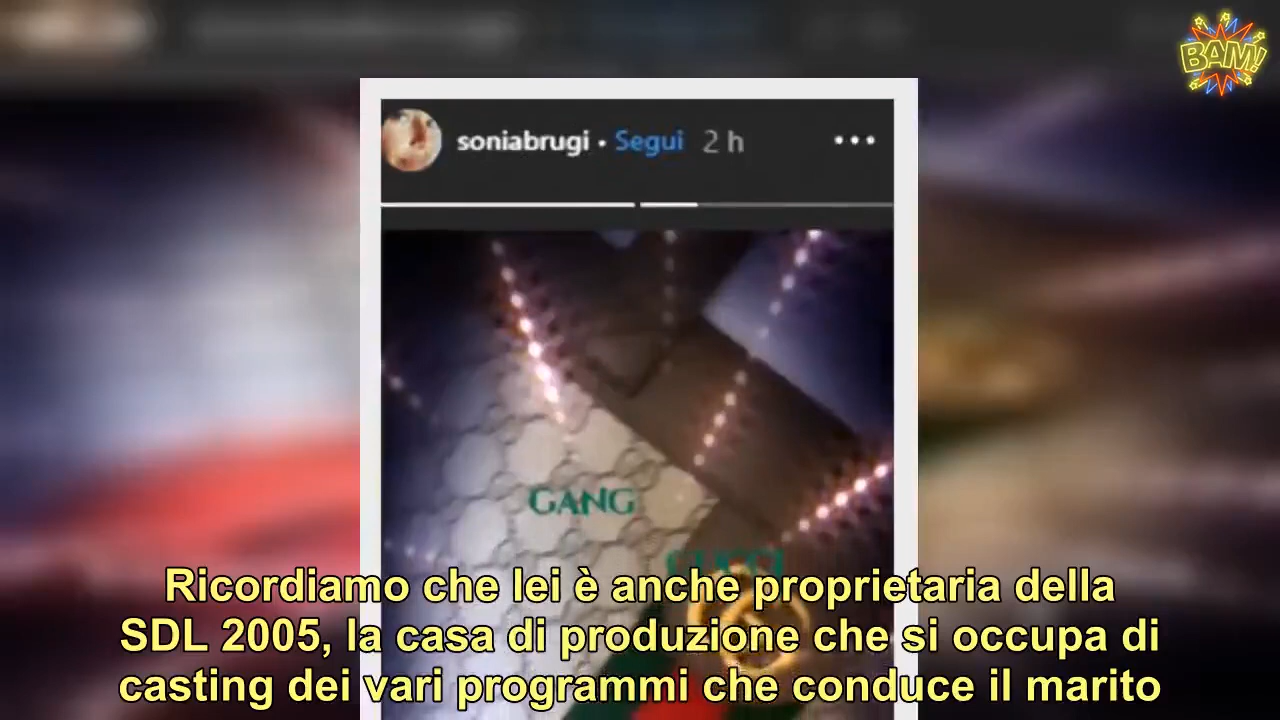 BAM!
soniabrugi • Segui 2 h
GANG
GUCCI
Ricordiamo che lei è anche proprietaria della
SDL 2005, la casa di produzione che si occupa di
casting dei vari programmi che conduce il marito